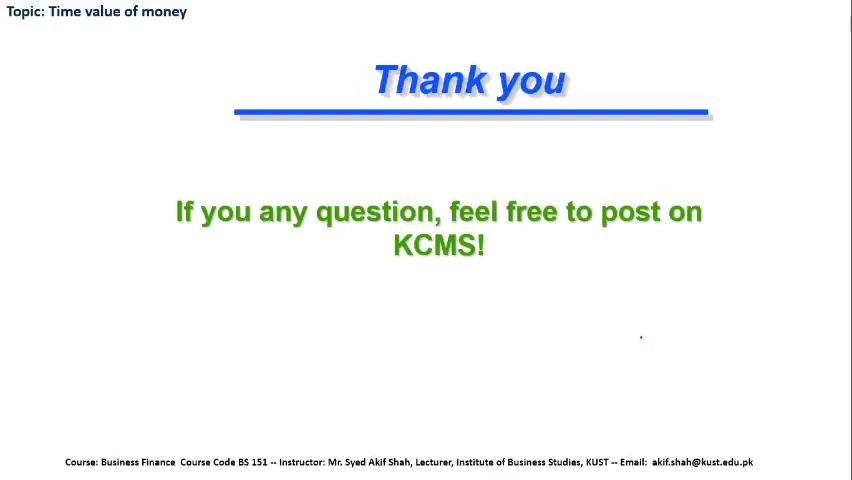 Topic: Time value of money
Thank you
If you any question, feel free to post on
KCMS!
Course: Business Finance Course Code BS 151 -- Instructor: Mr. Syed Akif Shah, Lecturer, Institute of Business Studies, KUST -- Email: akif.shah@kust.edu.pk